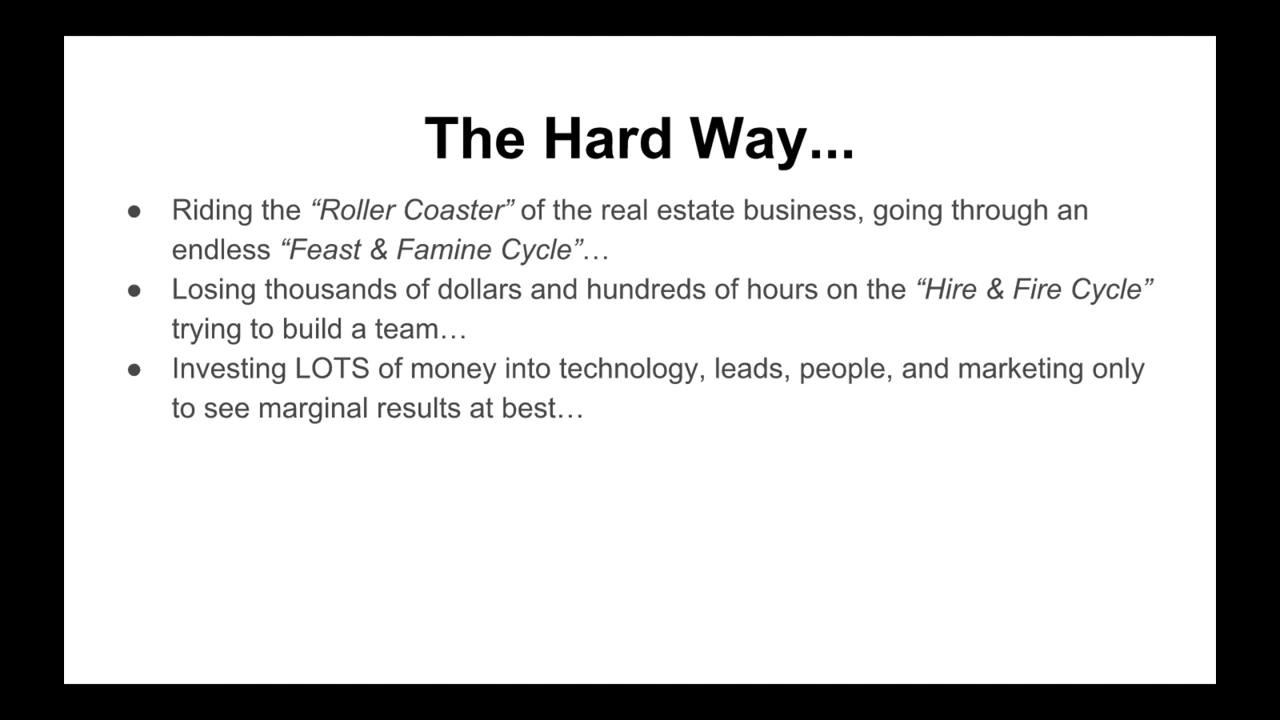 The Hard Way...
● Riding the “Roller Coaster” of the real estate business, going through an
endless “Feast & Famine Cycle”…
● Losing thousands of dollars and hundreds of hours on the “Hire & Fire Cycle”
trying to build a team…
● Investing LOTS of money into technology, leads, people, and marketing only
to see marginal results at best…